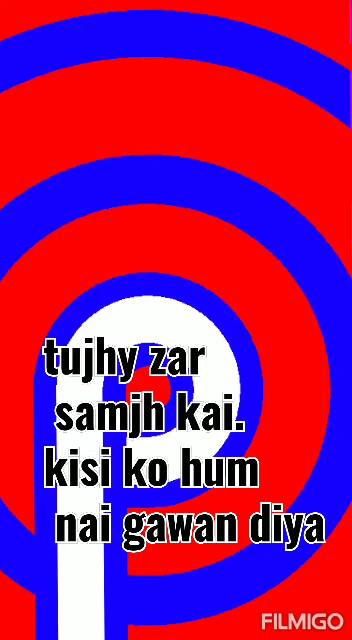 tujhy zar
samjh kai.
kisi ko hum
nai gawan diya
FILMIGO